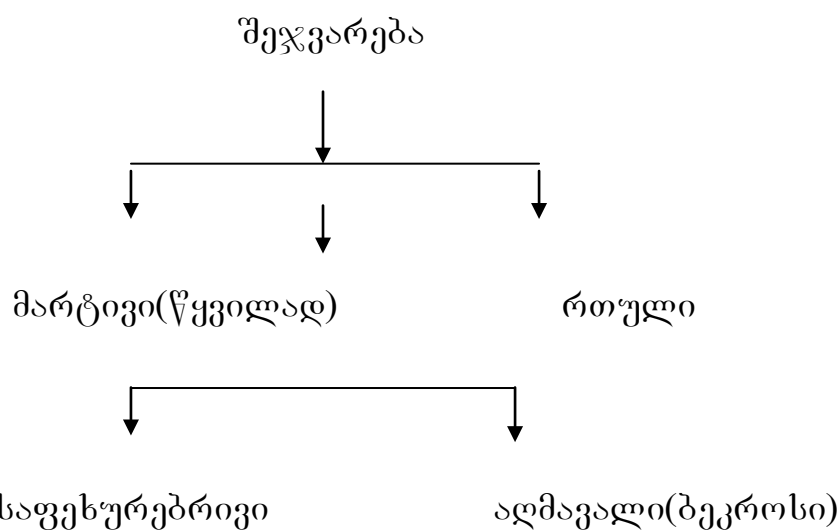 შეჯვარება
მარტივი(წყვილად) რთული
საფეხურებრივი აღმავალი(ბეკროსი)